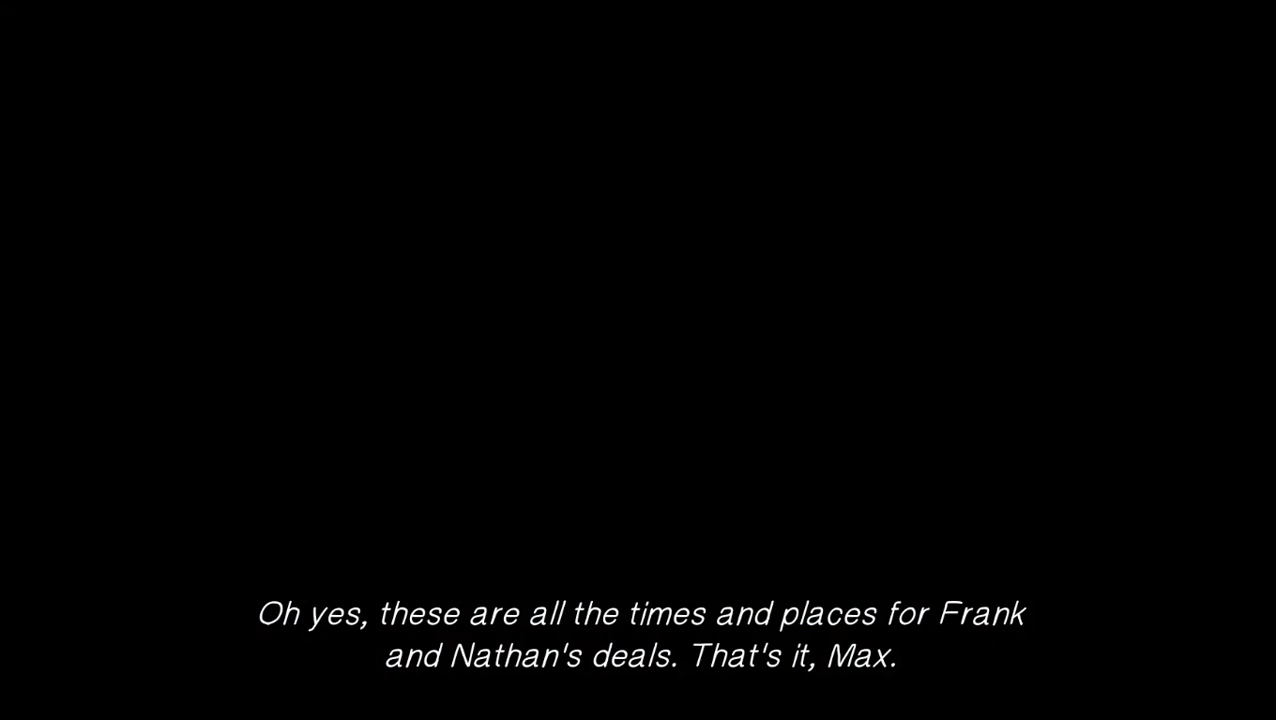 Oh yes, these are all the times and places for Frank
and Nathan's deals. That's it, Max.